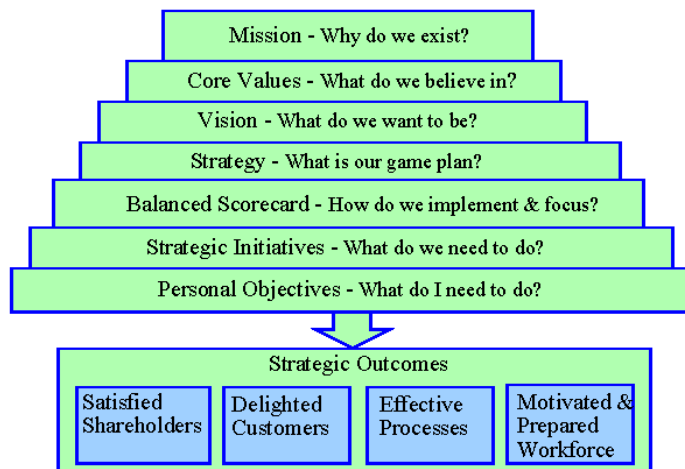 Mission - Why do we exist?
Core Values - What do we believe in?
Vision - What do we want to be?
Strategy - What is our game plan?
Balanced Scorecard - How do we implement & focus?
Strategic Initiatives - What do we need to do?
Personal Objectives - What do I need to do?
Strategic Outcomes
Satisfied
Shareholders
Delighted
Customers
Effective
Processes
Motivated &
Prepared
Workforce